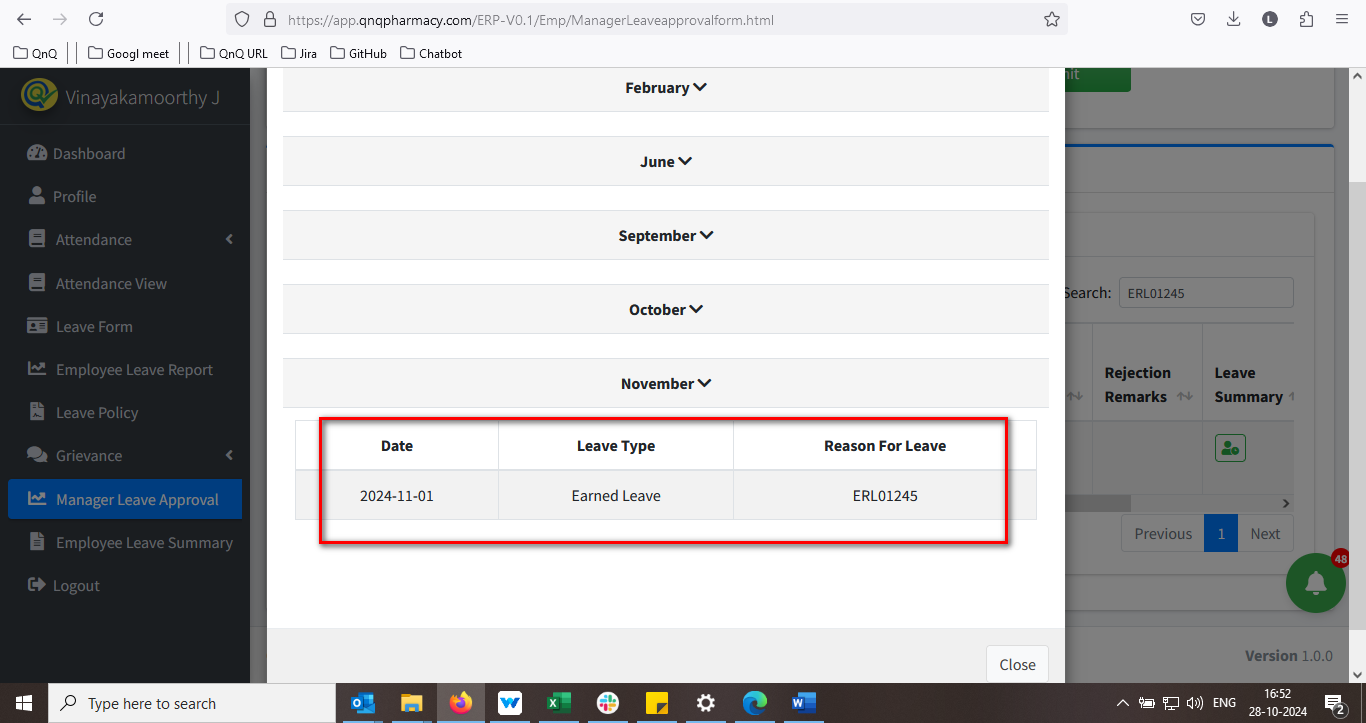 https://app.qnqpharmacy.com/ERP-V0.1/Emp/ManagerLeaveapprovalform.html
L
QnQ
Googl meet
QnQ URL
Jira
GitHub
Chatbot
Vinayakamoorthy J
Dashboard
Profile
Attendance
Attendance View
Leave Form
Employee Leave Report
Leave Policy
Grievance
Manager Leave Approval
Employee Leave Summary
Logout
February
June
September
October
November
Date Leave Type Reason For Leave
2024-11-01 Earned Leave ERL01245
Close
Search: ERL01245
Rejection Remarks
Leave Summary
Previous 1 Next
48
Version 1.0.0
Type here to search
ENG
16:52
28-10-2024
2